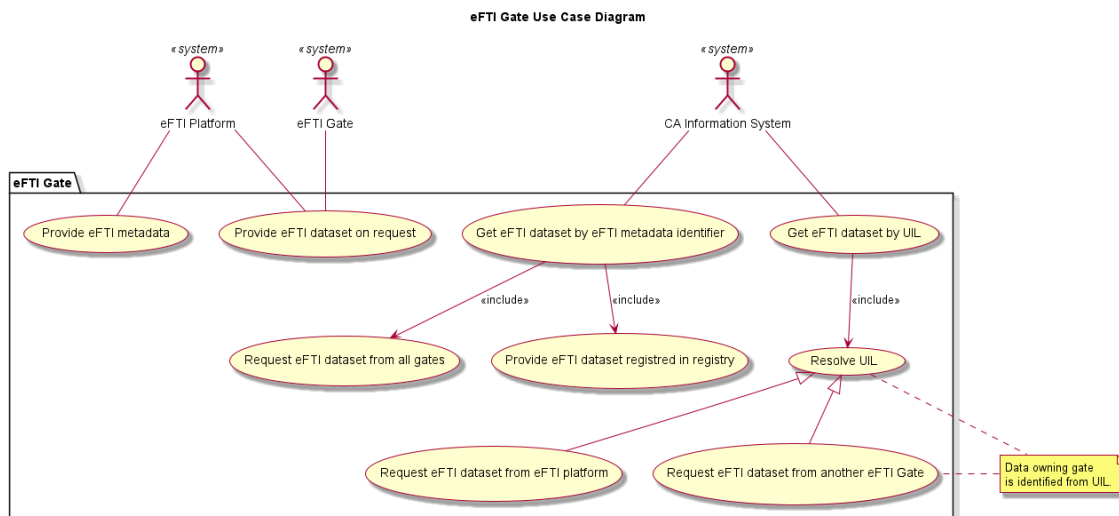 eFTI Gate Use Case Diagram
«system»
«system»
«system»
eFTI Platform
eFTI Gate
CA Information System
eFTI Gate
Provide eFTI metadata
Provide eFTI dataset on request
Get eFTI dataset by eFTI metadata identifier
Get eFTI dataset by UIL
«include»
«include»
«include»
Request eFTI dataset from all gates
Provide eFTI dataset registred in registry
Resolve UIL
Request eFTI dataset from eFTI platform
Request eFTI dataset from another eFTI Gate
Data owning gate
is identified from UIL.